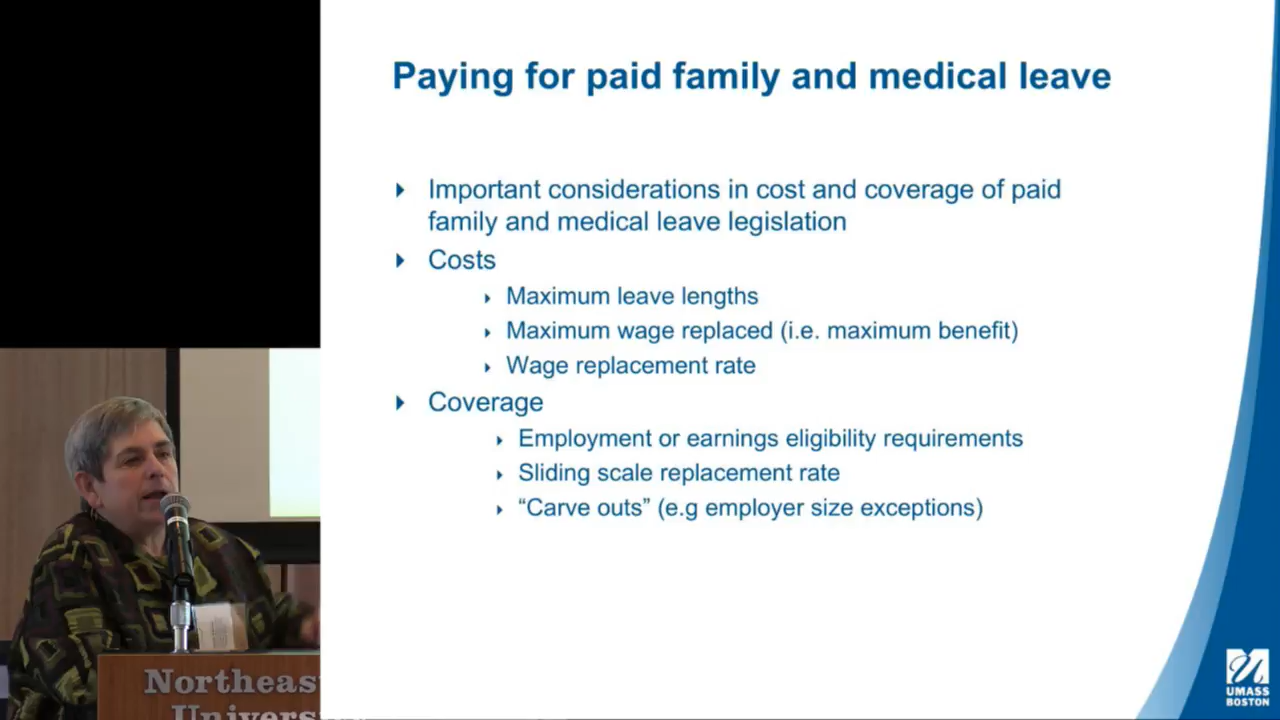 Paying for paid family and medical leave
Important considerations in cost and coverage of paid
family and medical leave legislation
Costs
Maximum leave lengths
Maximum wage replaced (i.e. maximum benefit)
Wage replacement rate
Coverage
Employment or earnings eligibility requirements
Sliding scale replacement rate
“Carve outs” (e.g employer size exceptions)
UMASS
BOSTON
Northeas
Univers